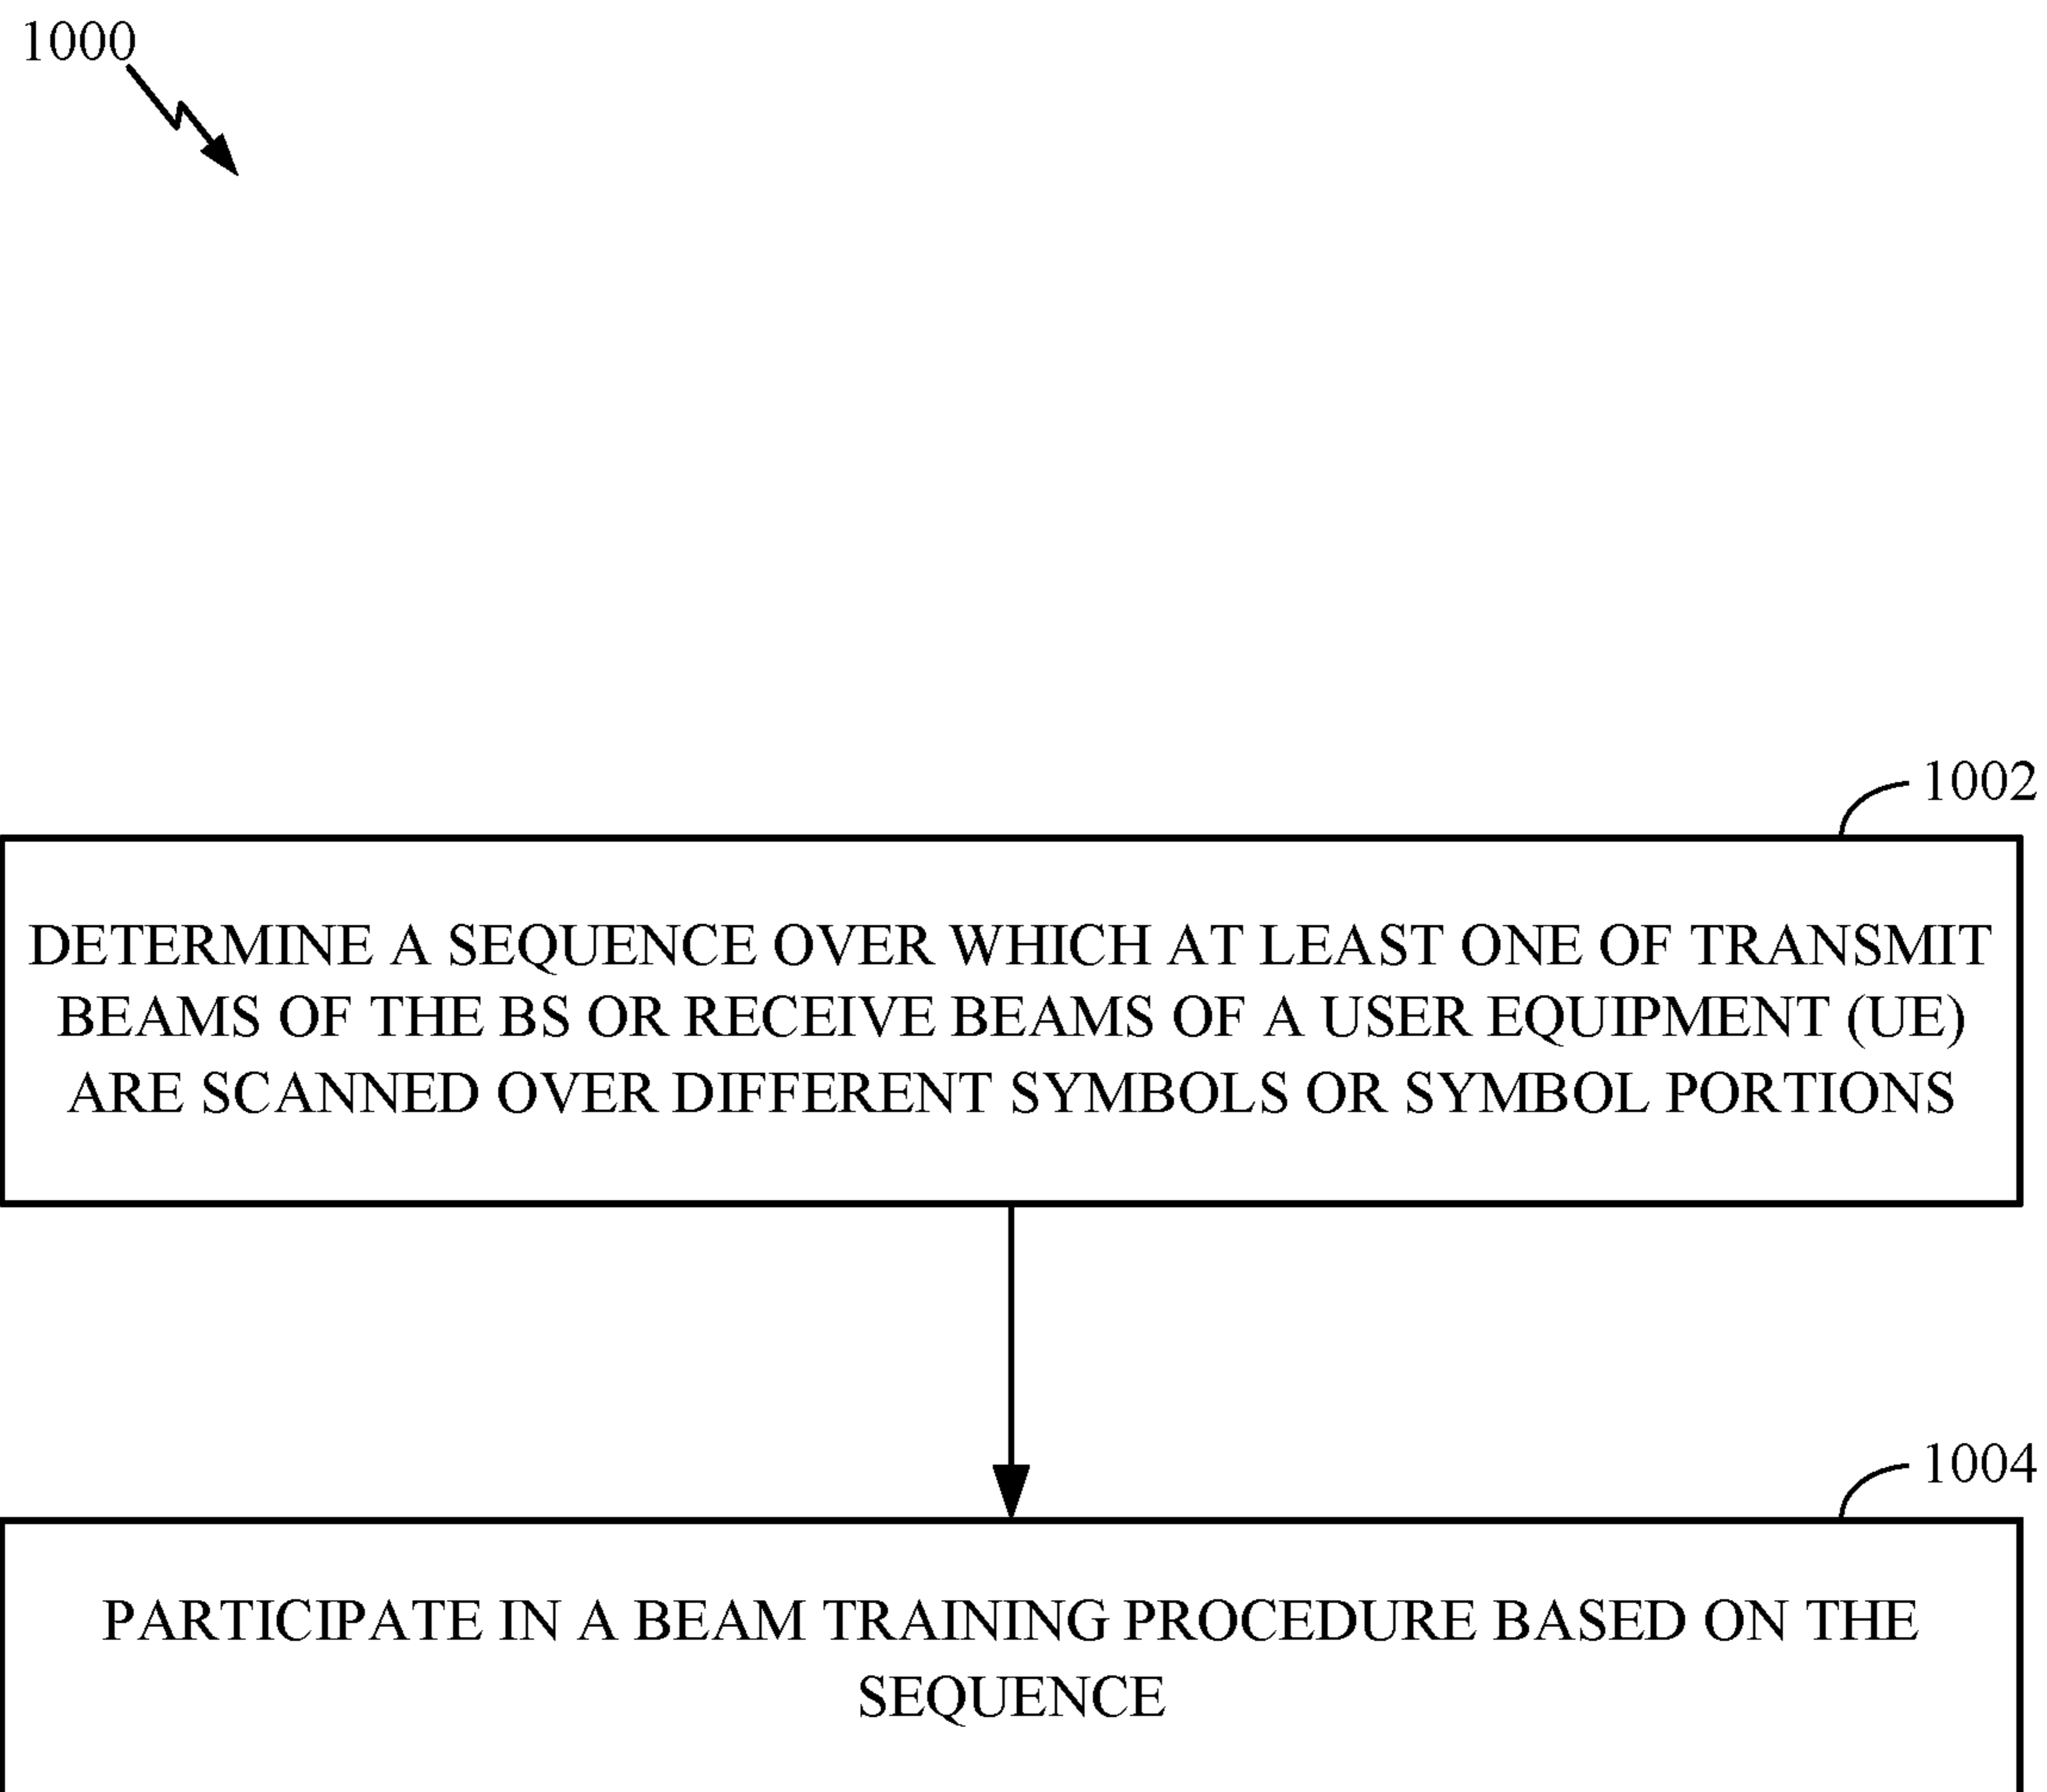 1000
1002
DETERMINE A SEQUENCE OVER WHICH AT LEAST ONE OF TRANSMIT
BEAMS OF THE BS OR RECEIVE BEAMS OF A USER EQUIPMENT (UE)
ARE SCANNED OVER DIFFERENT SYMBOLS OR SYMBOL PORTIONS
1004
PARTICIPATE IN A BEAM TRAINING PROCEDURE BASED ON THE
SEQUENCE